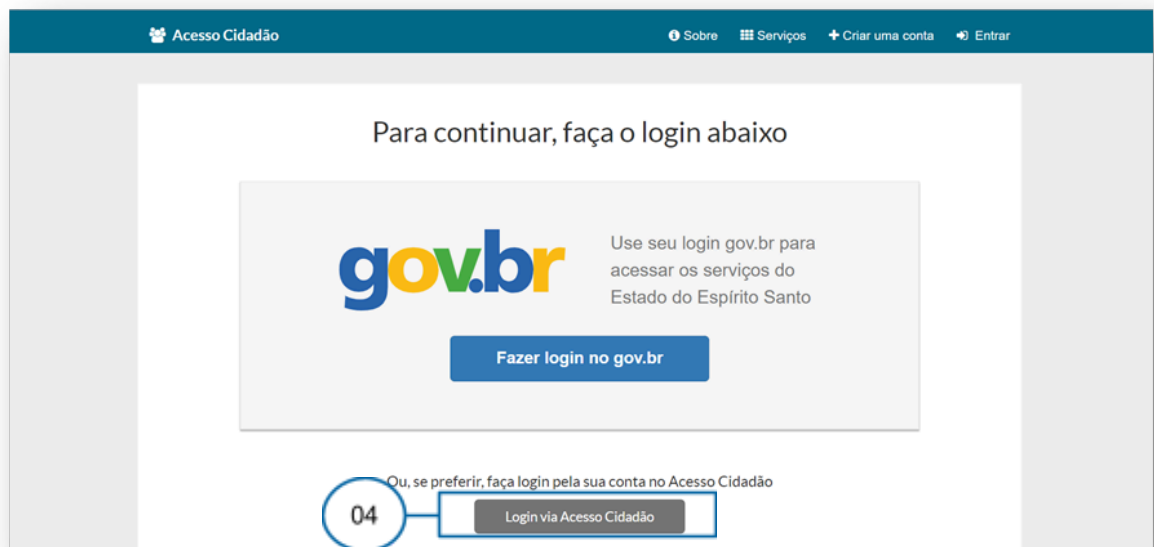 Acesso Cidadão Sobre Serviços Criar uma conta Entrar
Para continuar, faça o login abaixo
gov.br
Use seu login gov.br para
acessar os serviços do
Estado do Espírito Santo
Fazer login no gov.br
Ou, se preferir, faça login pela sua conta no Acesso Cidadão
04
Login via Acesso Cidadão